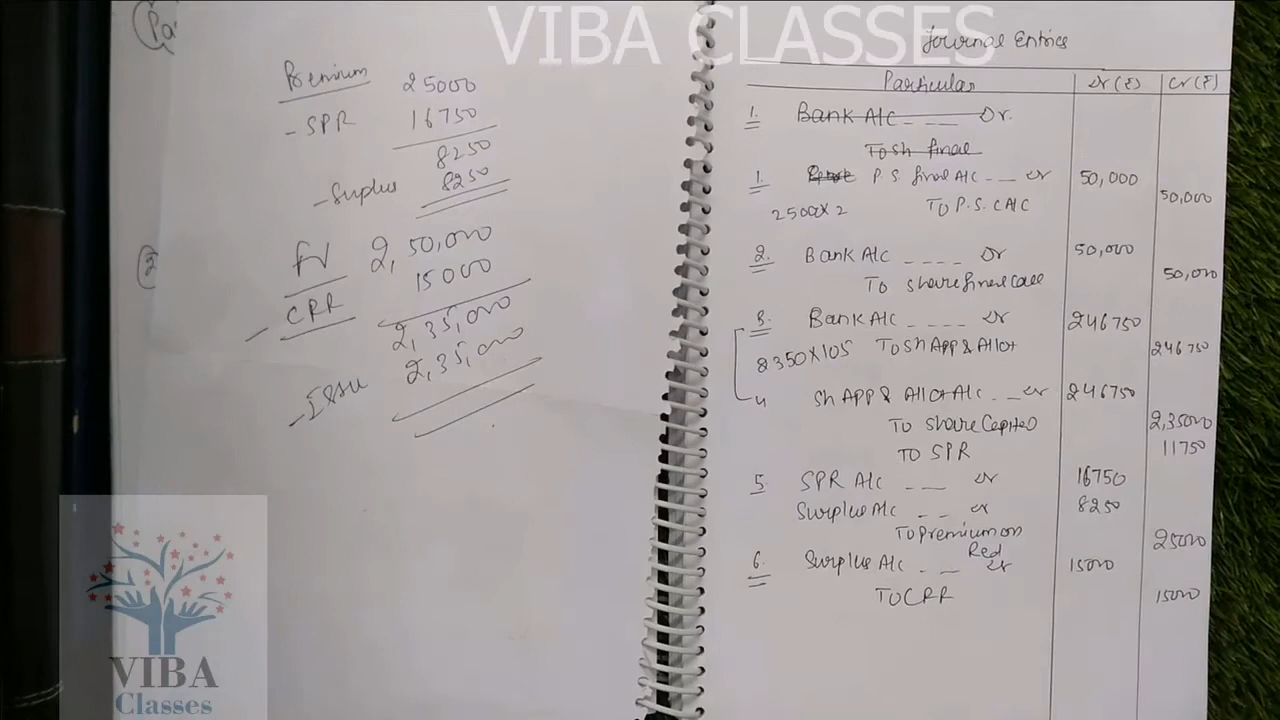 VIBA CLASSES
(Pa
Premium 25000
- SPR 16750
8250
- Surplus 8250
FV 2,50,000
- CRR 15000
2,35,000
- Issu 2,35,000
(2
Journal Entries
Particular Dr(₹) Cr(₹)
1. Bank A/c - - - Dr.
To sh final
1. P.S final A/c - - Dr 50,000
2500x2 To P.S. C A/c 50,000
2. Bank A/c - - - - Dr 50,000
To share final call 50,000
3. Bank A/c - - - - Dr 246750
2350x105 To sh App & Allot 246750
4 sh APP & Allot A/c - - Dr 246750
To share Capital 2,35000
To SPR 11750
5 SPR A/c - - Dr 16750
Surplus A/c - - Dr 8250
To premium on Red 25000
6. Surplus A/c - - Dr 15000
To CRR 15000
VIBA
Classes